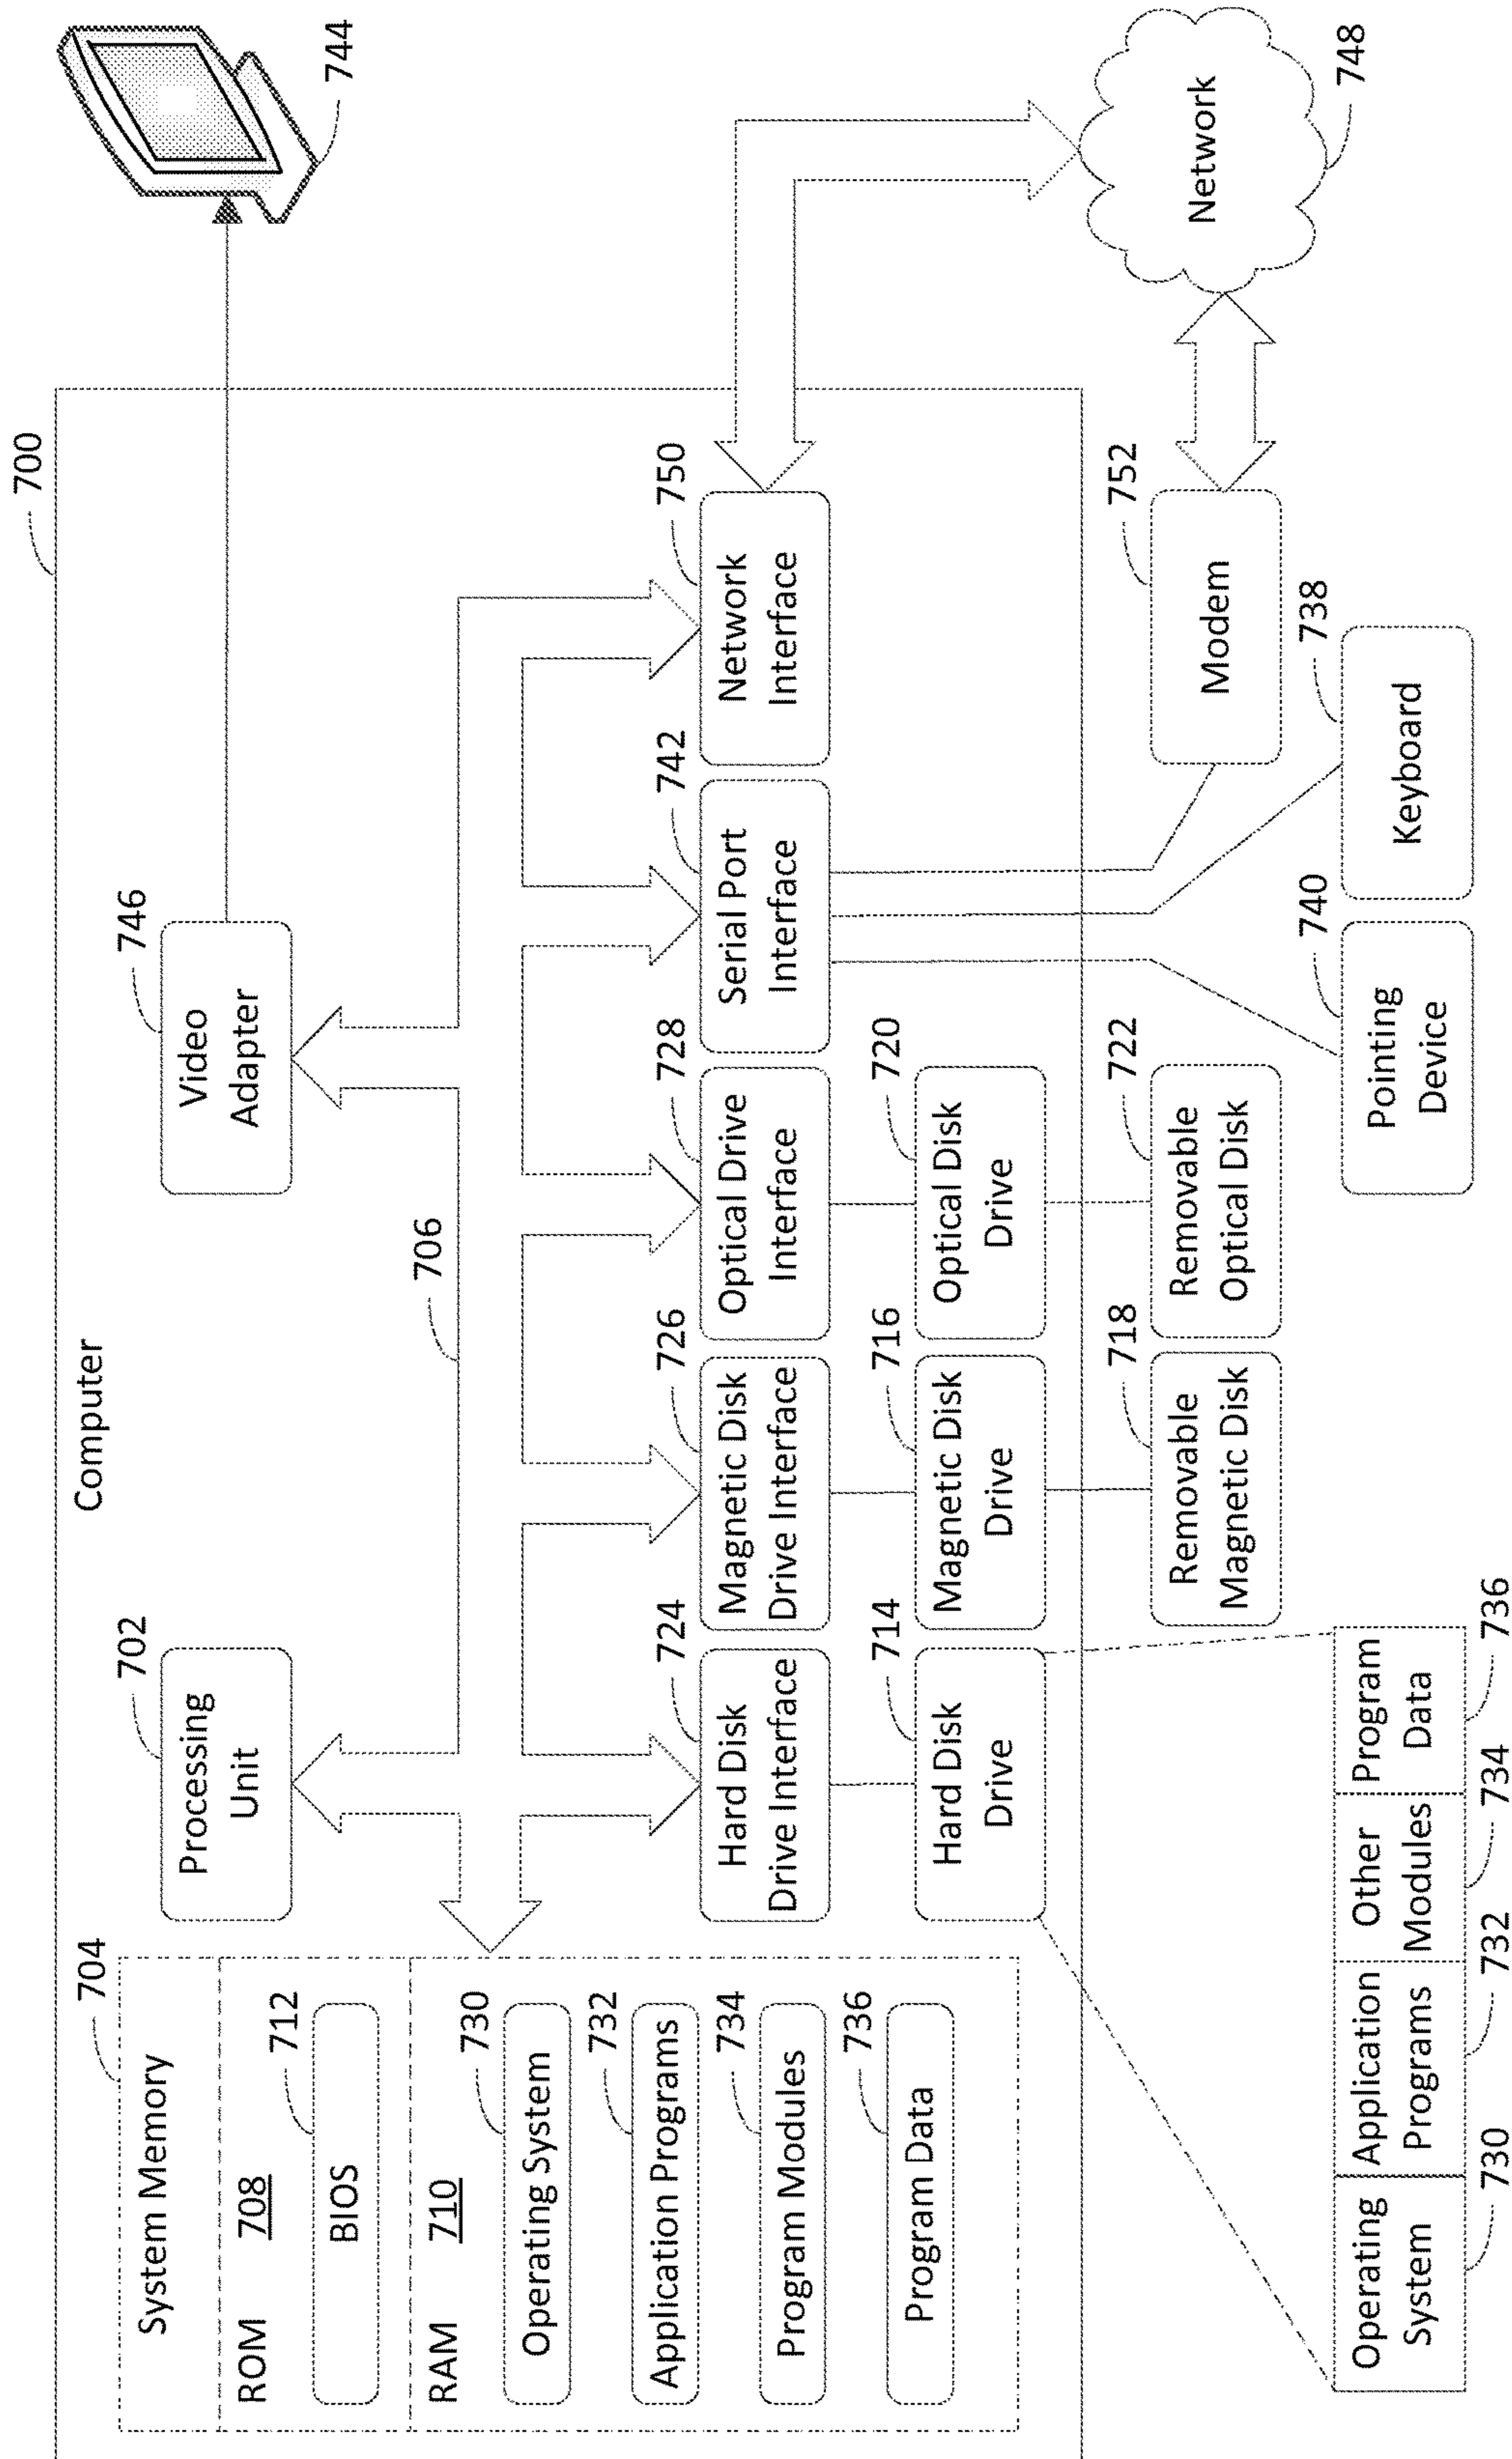 Computer
700
System Memory
704
ROM 708
BIOS
712
RAM 710
Operating System
730
Application Programs
732
Program Modules
734
Program Data
736
Processing
Unit
702
706
Video
Adapter
746
744
Hard Disk
Drive Interface
724
Magnetic Disk
Drive Interface
726
Optical Drive
Interface
728
Serial Port
Interface
742
Network
Interface
750
Hard Disk
Drive
714
Magnetic Disk
Drive
716
Optical Disk
Drive
720
Removable
Magnetic Disk
718
Removable
Optical Disk
722
Modem
752
Network
748
Operating
System
730
Application
Programs
732
Other
Modules
734
Program
Data
736
Pointing
Device
740
Keyboard
738